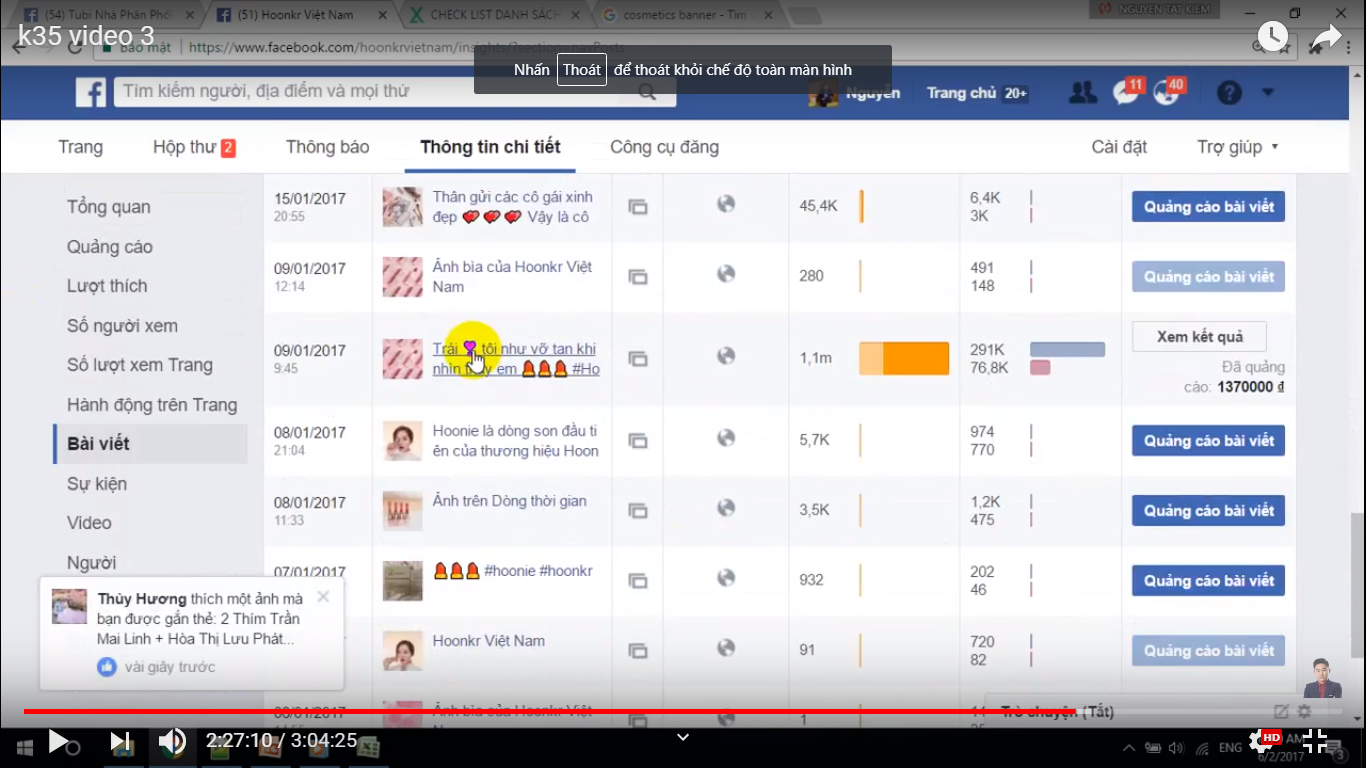 (54) Tubi Nhà Phân Phố
(51) Hoonkr Việt Nam
CHECK LIST DANH SÁCH
cosmetics banner - Tìm
NGUYEN TAT KIEM
k35 video 3
Bảo mật
https://www.facebook.com/hoonkrvietnam/insights/?section=navPosts
Nhấn Thoát để thoát khỏi chế độ toàn màn hình
Tìm kiếm người, địa điểm và mọi thứ
Nguyễn
Trang chủ 20+
11
40
Trang
Hộp thư 2
Thông báo
Thông tin chi tiết
Công cụ đăng
Cài đặt
Trợ giúp
Tổng quan
Quảng cáo
Lượt thích
Số người xem
Số lượt xem Trang
Hành động trên Trang
Bài viết
Sự kiện
Video
Người
15/01/2017
20:55
Thân gửi các cô gái xinh
đẹp ❤❤❤ Vậy là cô
45,4K
6,4K
3K
Quảng cáo bài viết
09/01/2017
12:14
Ảnh bìa của Hoonkr Việt
Nam
280
491
148
Quảng cáo bài viết
09/01/2017
9:45
Trái 💜 tôi như vỡ tan khi
nhìn thấy em 💄💄💄 #Ho
1,1m
291K
76,8K
Xem kết quả
Đã quảng
cáo: 1370000 ₫
08/01/2017
21:04
Hoonie là dòng son đầu ti
ên của thương hiệu Hoon
5,7K
974
770
Quảng cáo bài viết
08/01/2017
11:33
Ảnh trên Dòng thời gian
3,5K
1,2K
475
Quảng cáo bài viết
07/01/2017
💄💄💄 #hoonie #hoonkr
932
202
46
Quảng cáo bài viết
Hoonkr Việt Nam
91
720
82
Quảng cáo bài viết
Ảnh bìa của Hoonkr Việt
1
Thùy Hương thích một ảnh mà
bạn được gắn thẻ: 2 Thím Trần
Mai Linh + Hòa Thị Lưu Phát...
vài giây trước
Trò chuyện (Tắt)
2:27:10 / 3:04:25
ENG
HD
AM
6/2/2017
3